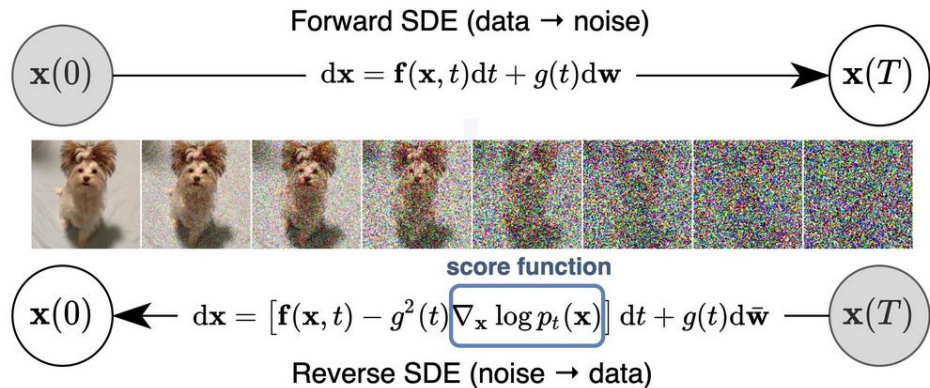 Forward SDE (data → noise)
x(0) dx = f(x, t)dt + g(t)dw x(T)
score function
x(0) dx = [f(x, t) − g²(t)∇ₓ log pₜ(x)] dt + g(t)dw̄ x(T)
Reverse SDE (noise → data)